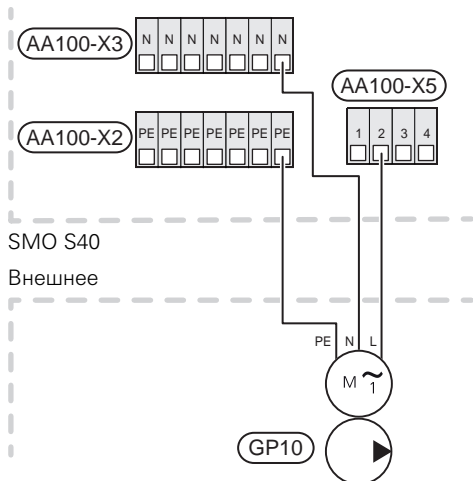 AA100-X3
N N N N N N N
AA100-X5
AA100-X2
PE PE PE PE PE PE PE
1 2 3 4
SMO S40
Внешнее
PE N L
M ~
1
GP10